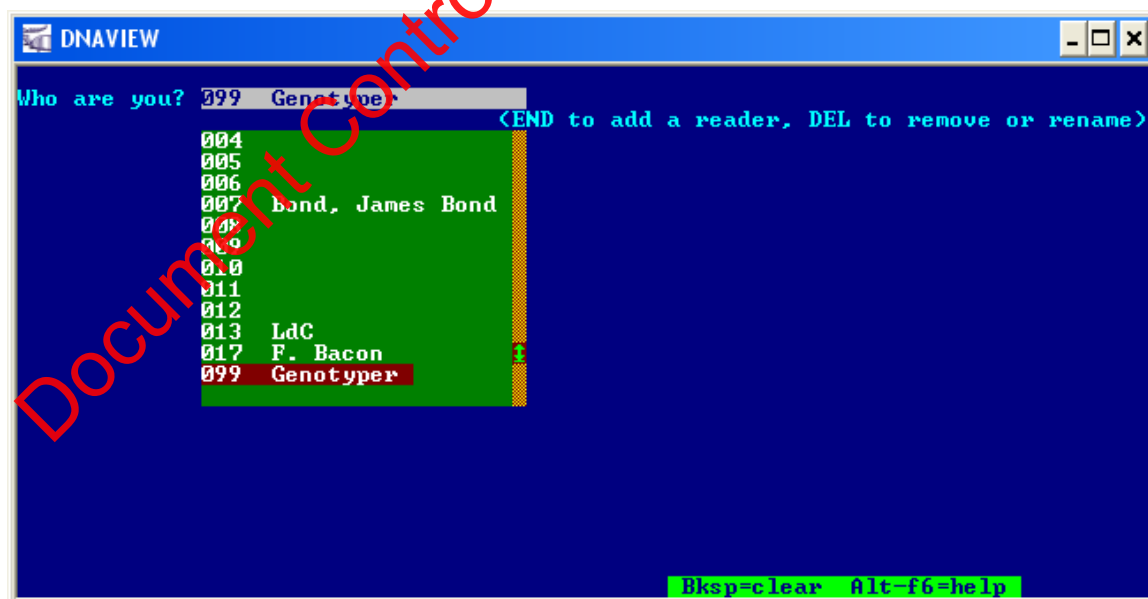 DNAVIEW
Who are you? 099 Genotyper
(END to add a reader, DEL to remove or rename)
004
005
006
007 Bond, James Bond
008
009
010
011
012
013 LdC
017 F. Bacon
099 Genotyper
Bksp=clear Alt-f6=help
Document Contro